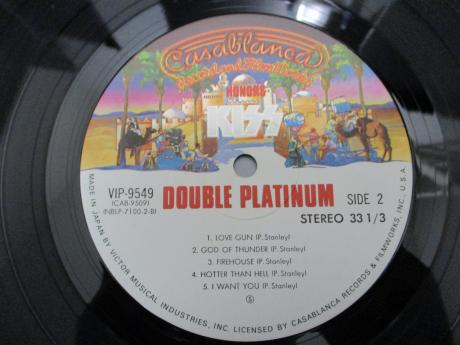 Casablanca
Record and FilmWorks
HONORS
KISS
VIP-9549
(CAB-9509)
(NBLP-7100-2-B)
DOUBLE PLATINUM
SIDE 2
STEREO 33 1/3
1. LOVE GUN (P. Stanley)
2. GOD OF THUNDER (P. Stanley)
3. FIREHOUSE (P. Stanley)
4. HOTTER THAN HELL (P. Stanley)
5. I WANT YOU (P. Stanley)
Ⓢ
MADE IN JAPAN BY VICTOR MUSICAL INDUSTRIES, INC. LICENSED BY CASABLANCA RECORDS & FILMWORKS, INC., U.S.A.